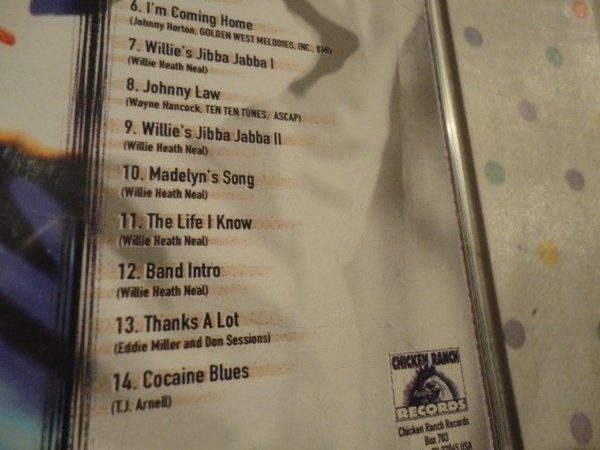 6. I'm Coming Home
(Johnny Horton, GOLDEN WEST MELODIES, INC., BMI)
7. Willie's Jibba Jabba I
(Willie Heath Neal)
8. Johnny Law
(Wayne Hancock, TEN TEN TUNES, ASCAP)
9. Willie's Jibba Jabba II
(Willie Heath Neal)
10. Madelyn's Song
(Willie Heath Neal)
11. The Life I Know
(Willie Heath Neal)
12. Band Intro
(Willie Heath Neal)
13. Thanks A Lot
(Eddie Miller and Don Sessions)
14. Cocaine Blues
(T.J. Arnell)
CHICKEN RANCH
RECORDS
Chicken Ranch Records
Box 703
USA